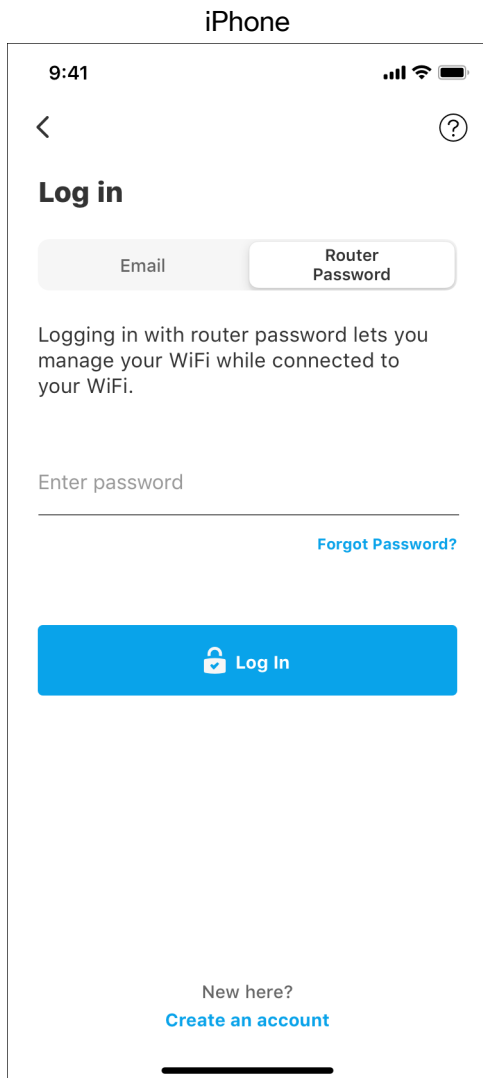 iPhone
9:41
Log in
Email
Router
Password
Logging in with router password lets you
manage your WiFi while connected to
your WiFi.
Enter password
Forgot Password?
Log In
New here?
Create an account